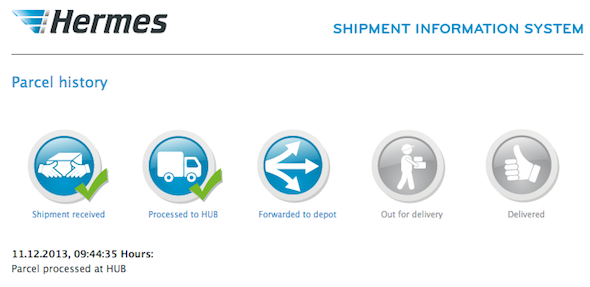 Hermes
SHIPMENT INFORMATION SYSTEM
Parcel history
Shipment received
Processed to HUB
Forwarded to depot
Out for delivery
Delivered
11.12.2013, 09:44:35 Hours:
Parcel processed at HUB